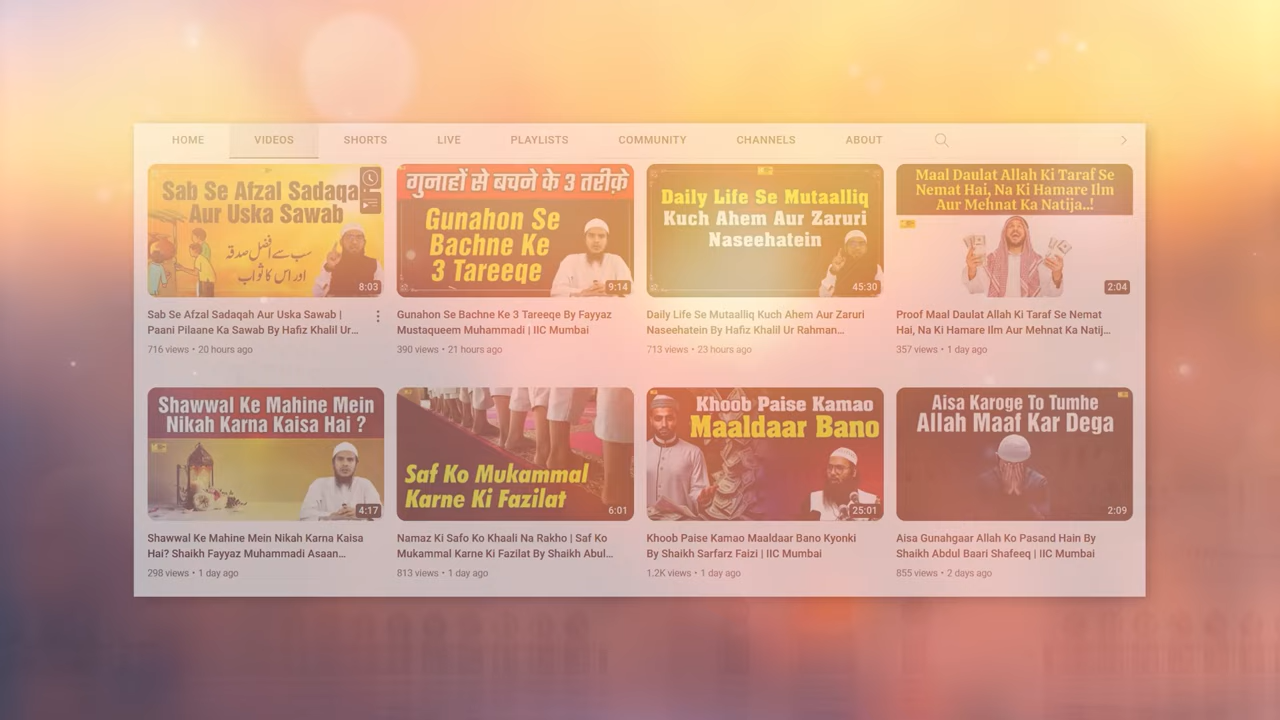 HOME VIDEOS SHORTS LIVE PLAYLISTS COMMUNITY CHANNELS ABOUT
Sab Se Afzal Sadaqa
Aur Uska Sawab
سب سے افضل صدقہ
اور اس کا ثواب
8:03
Sab Se Afzal Sadaqah Aur Uska Sawab |
Paani Pilaane Ka Sawab By Hafiz Khalil Ur...
716 views • 20 hours ago
गुनाहों से बचने के 3 तरीक़े
Gunahon Se
Bachne Ke
3 Tareeqe
9:14
Gunahon Se Bachne Ke 3 Tareeqe By Fayyaz
Mustaqeem Muhammadi | IIC Mumbai
390 views • 21 hours ago
Daily Life Se Mutaalliq
Kuch Ahem Aur Zaruri
Naseehatein
45:30
Daily Life Se Mutaalliq Kuch Ahem Aur Zaruri
Naseehatein By Hafiz Khalil Ur Rahman...
713 views • 23 hours ago
Maal Daulat Allah Ki Taraf Se
Nemat Hai, Na Ki Hamare Ilm
Aur Mehnat Ka Natija..!
2:04
Proof Maal Daulat Allah Ki Taraf Se Nemat
Hai, Na Ki Hamare Ilm Aur Mehnat Ka Natij...
357 views • 1 day ago
Shawwal Ke Mahine Mein
Nikah Karna Kaisa Hai ?
4:17
Shawwal Ke Mahine Mein Nikah Karna Kaisa
Hai? Shaikh Fayyaz Muhammadi Asaan...
298 views • 1 day ago
Saf Ko Mukammal
Karne Ki Fazilat
6:01
Namaz Ki Safo Ko Khaali Na Rakho | Saf Ko
Mukammal Karne Ki Fazilat By Shaikh Abul...
813 views • 1 day ago
Khoob Paise Kamao
Maaldaar Bano
25:01
Khoob Paise Kamao Maaldaar Bano Kyonki
By Shaikh Sarfarz Faizi | IIC Mumbai
1.2K views • 1 day ago
Aisa Karoge To Tumhe
Allah Maaf Kar Dega
2:09
Aisa Gunahgaar Allah Ko Pasand Hain By
Shaikh Abdul Baari Shafeeq | IIC Mumbai
855 views • 2 days ago